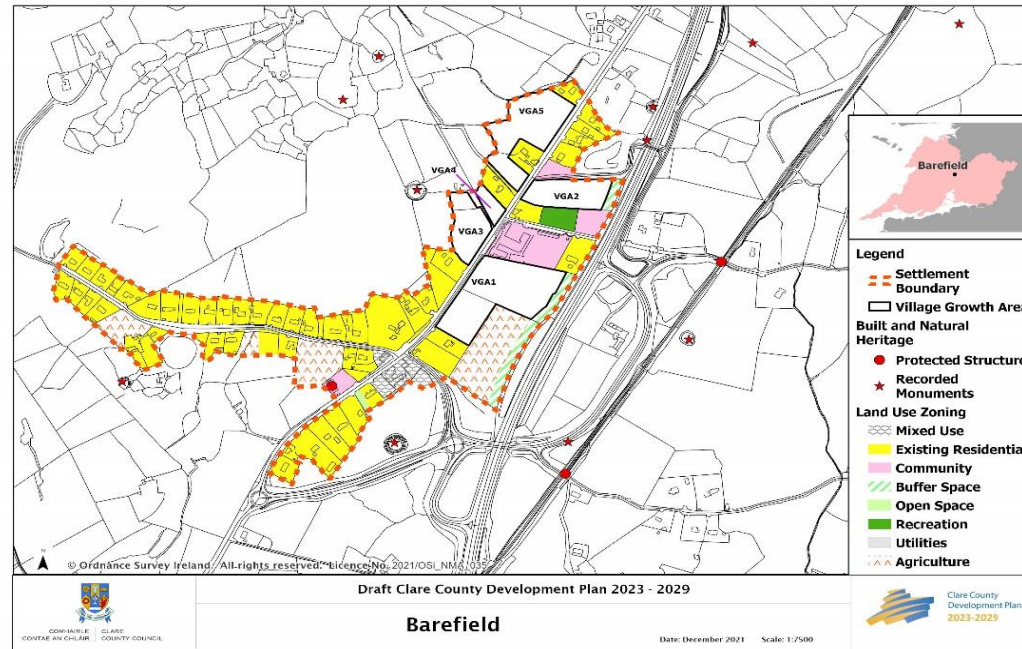 VGA5
VGA4
VGA2
VGA3
VGA1
Barefield
Legend
Settlement
Boundary
Village Growth Area
Built and Natural
Heritage
Protected Structure
Recorded
Monuments
Land Use Zoning
Mixed Use
Existing Residentia
Community
Buffer Space
Open Space
Recreation
Utilities
Agriculture
N
© Ordnance Survey Ireland. All rights reserved. Licence No. 2021/OSI_NMA_035
COMHAIRLE CLARE
CONTAE AN CHLÁIR COUNTY COUNCIL
Draft Clare County Development Plan 2023 - 2029
Barefield
Date: December 2021 Scale: 1:7500
Clare County
Development Plan
2023-2029